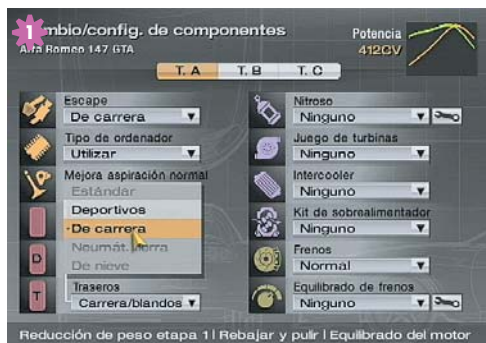 1
mbio/config. de componentes
Alfa Romeo 147 GTA
Potencia
412CV
T. A
T. B
T. C
Escape
De carrera
Tipo de ordenador
Utilizar
Mejora aspiración normal
Estándar
Deportivos
De carrera
Neumát. tierra
De nieve
D
T
Traseros
Carrera/blandos
Nitroso
Ninguno
Juego de turbinas
Ninguno
Intercooler
Ninguno
Kit de sobrealimentador
Ninguno
Frenos
Normal
Equilibrado de frenos
Ninguno
Reducción de peso etapa 1 | Rebajar y pulir | Equilibrado del motor